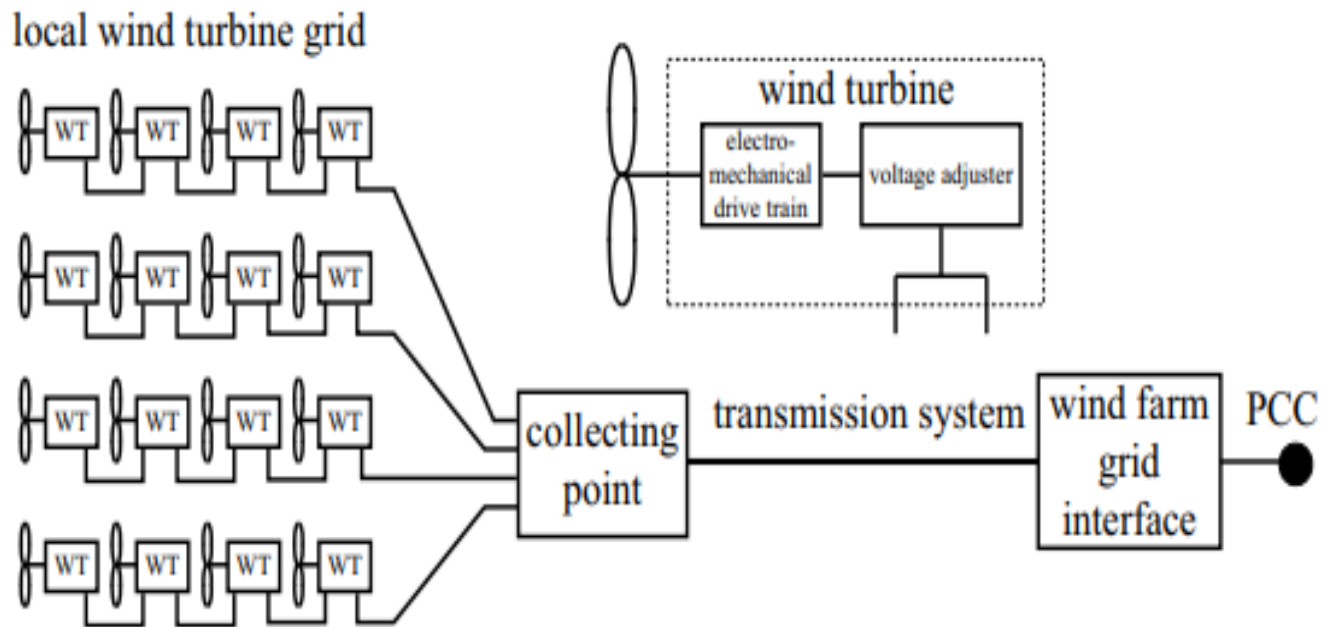 local wind turbine grid
WT WT WT WT
WT WT WT WT
WT WT WT WT
WT WT WT WT
wind turbine
electro-
mechanical
drive train
voltage adjuster
collecting
point
transmission system
wind farm
grid
interface
PCC